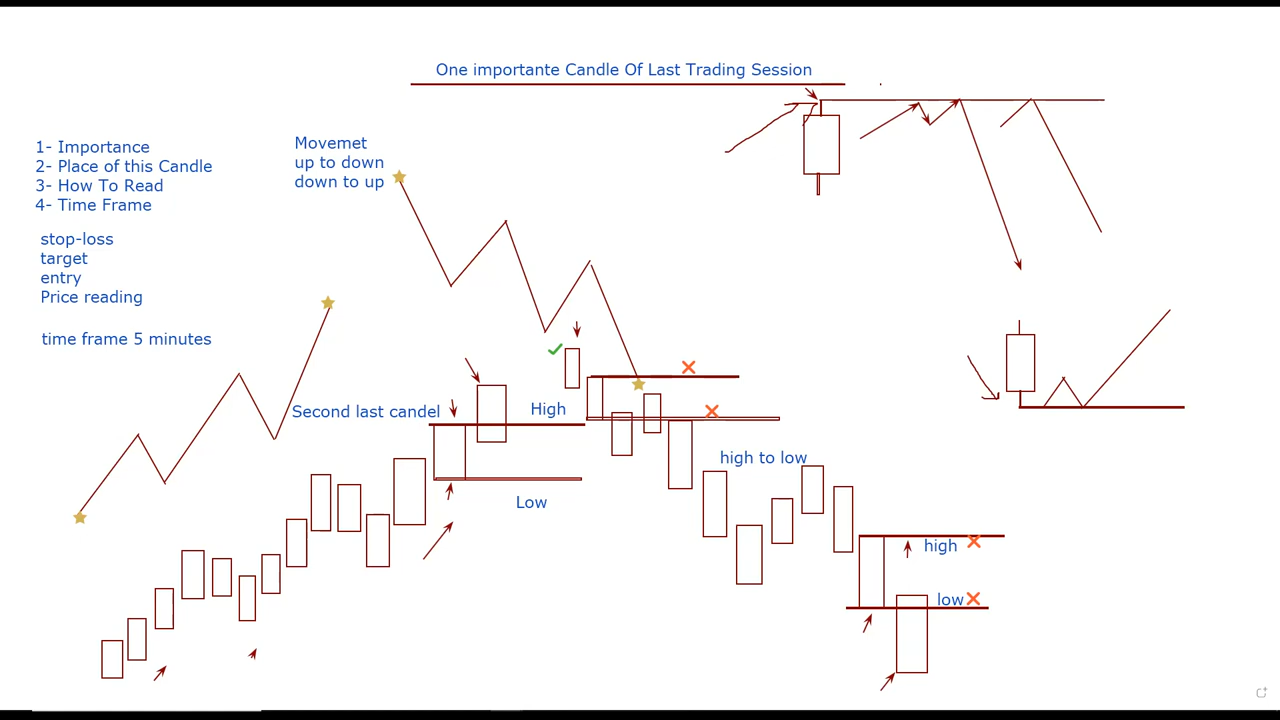 One importante Candle Of Last Trading Session
1- Importance
2- Place of this Candle
3- How To Read
4- Time Frame
stop-loss
target
entry
Price reading
time frame 5 minutes
Movemet
up to down
down to up
Second last candel
High
Low
high to low
high
low